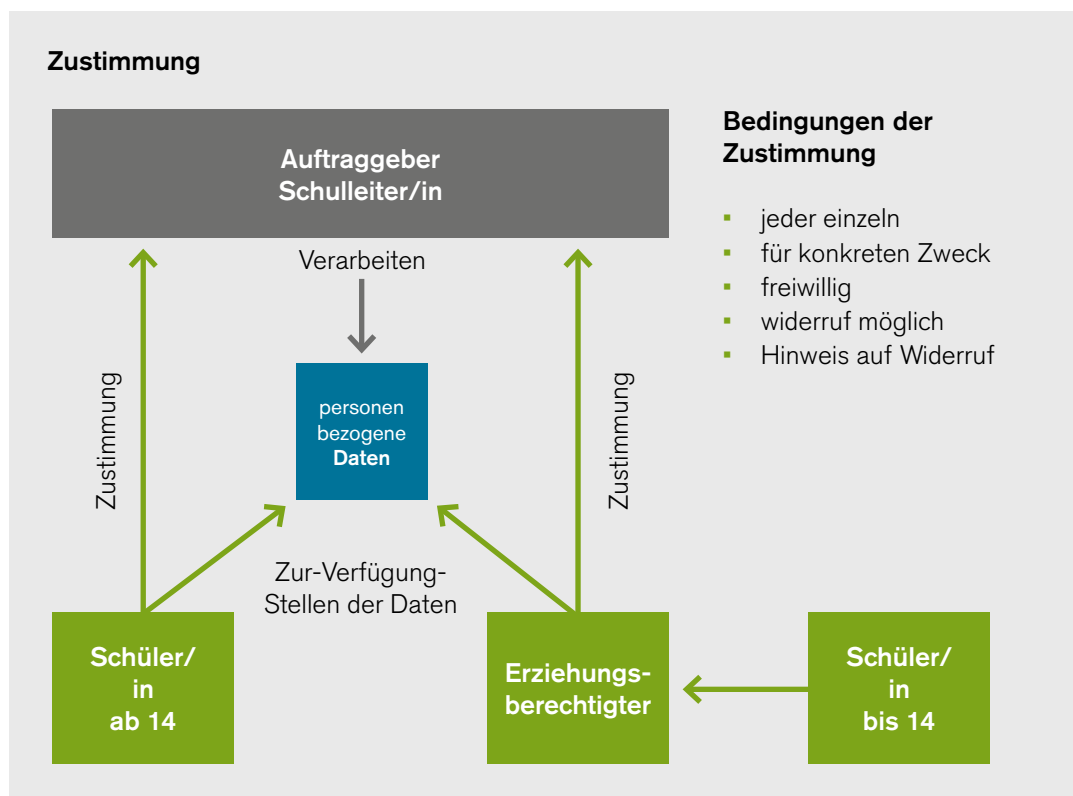 Zustimmung
Auftraggeber
Schulleiter/in
Verarbeiten
Zustimmung
personen
bezogene
Daten
Zustimmung
Zur-Verfügung-
Stellen der Daten
Schüler/
in
ab 14
Erziehungs-
berechtigter
Schüler/
in
bis 14
Bedingungen der
Zustimmung
▪ jeder einzeln
▪ für konkreten Zweck
▪ freiwillig
▪ widerruf möglich
▪ Hinweis auf Widerruf